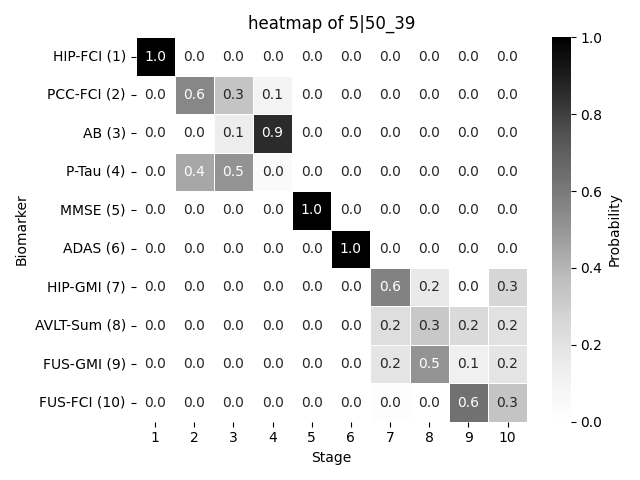 heatmap of 5|50_39
HIP-FCI (1) 1.0 0.0 0.0 0.0 0.0 0.0 0.0 0.0 0.0 0.0
PCC-FCI (2) 0.0 0.6 0.3 0.1 0.0 0.0 0.0 0.0 0.0 0.0
AB (3) 0.0 0.0 0.1 0.9 0.0 0.0 0.0 0.0 0.0 0.0
P-Tau (4) 0.0 0.4 0.5 0.0 0.0 0.0 0.0 0.0 0.0 0.0
MMSE (5) 0.0 0.0 0.0 0.0 1.0 0.0 0.0 0.0 0.0 0.0
ADAS (6) 0.0 0.0 0.0 0.0 0.0 1.0 0.0 0.0 0.0 0.0
HIP-GMI (7) 0.0 0.0 0.0 0.0 0.0 0.0 0.6 0.2 0.0 0.3
AVLT-Sum (8) 0.0 0.0 0.0 0.0 0.0 0.0 0.2 0.3 0.2 0.2
FUS-GMI (9) 0.0 0.0 0.0 0.0 0.0 0.0 0.2 0.5 0.1 0.2
FUS-FCI (10) 0.0 0.0 0.0 0.0 0.0 0.0 0.0 0.0 0.6 0.3
1 2 3 4 5 6 7 8 9 10
Stage
Biomarker
1.0
0.8
0.6
0.4
0.2
0.0
Probability